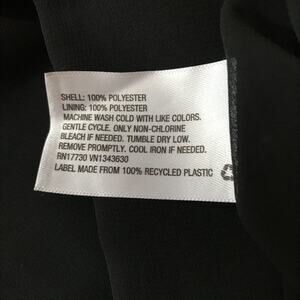 SHELL: 100% POLYESTER
LINING: 100% POLYESTER
MACHINE WASH COLD WITH LIKE COLORS.
GENTLE CYCLE. ONLY NON-CHLORINE
BLEACH IF NEEDED. TUMBLE DRY LOW.
REMOVE PROMPTLY. COOL IRON IF NEEDED.
RN17730 VN1343630
LABEL MADE FROM 100% RECYCLED PLASTIC